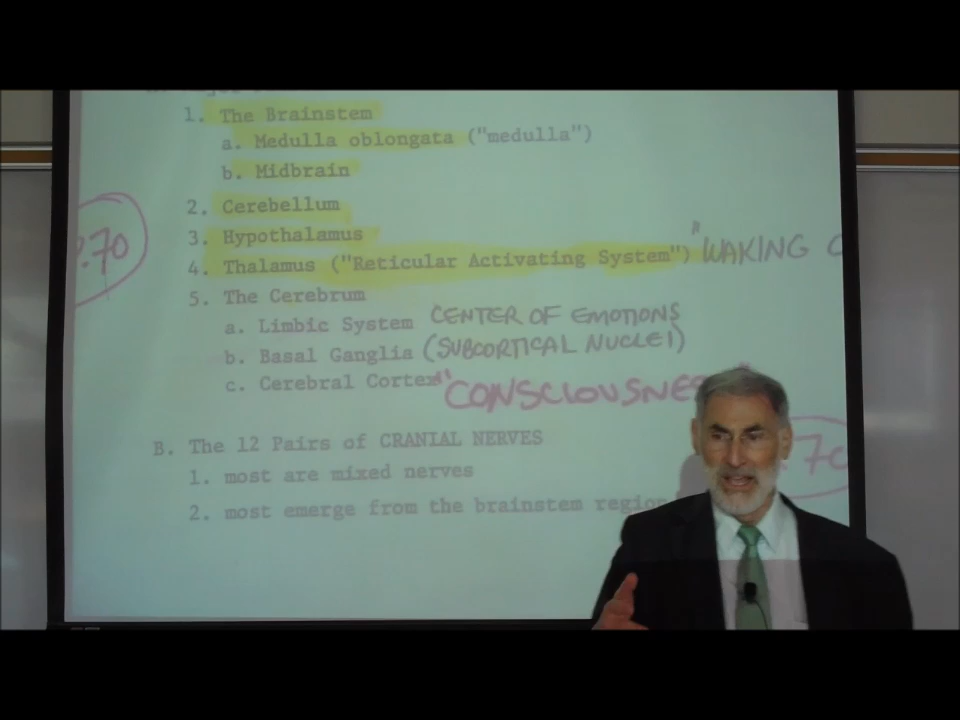 1. The Brainstem
a. Medulla oblongata ("medulla")
b. Midbrain
2. Cerebellum
P.70
3. Hypothalamus
4. Thalamus ("Reticular Activating System") "WAKING C
5. The Cerebrum
a. Limbic System CENTER OF EMOTIONS
b. Basal Ganglia (SUBCORTICAL NUCLEI)
c. Cerebral Cortex "CONSCIOUSNE
B. The 12 Pairs of CRANIAL NERVES
1. most are mixed nerves
2. most emerge from the brainstem region